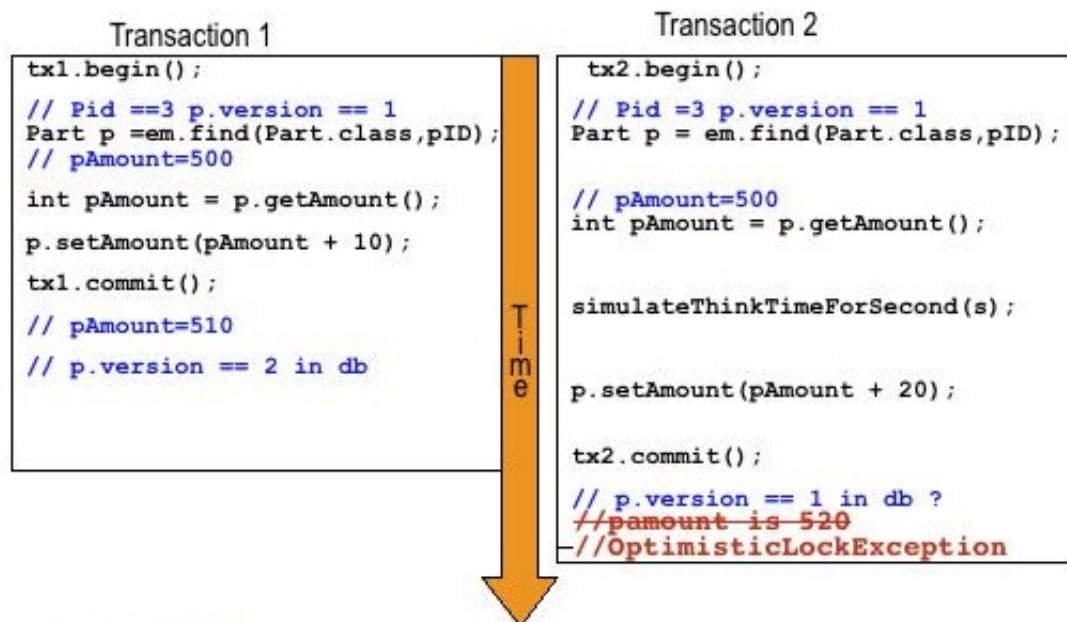 Transaction 1
tx1.begin();
// Pid ==3 p.version == 1
Part p =em.find(Part.class,pID);
// pAmount=500
int pAmount = p.getAmount();
p.setAmount(pAmount + 10);
tx1.commit();
// pAmount=510
// p.version == 2 in db
Time
Transaction 2
tx2.begin();
// Pid =3 p.version == 1
Part p = em.find(Part.class,pID);
// pAmount=500
int pAmount = p.getAmount();
simulateThinkTimeForSecond(s);
p.setAmount(pAmount + 20);
tx2.commit();
// p.version == 1 in db ?
//pamount is 520
//OptimisticLockException